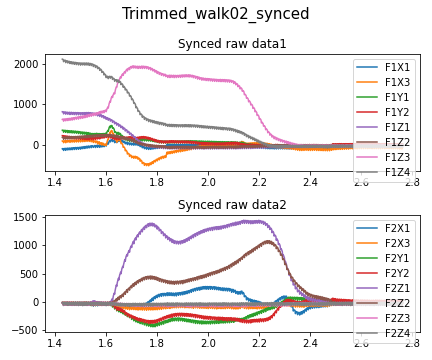 Trimmed_walk02_synced
Synced raw data1
2000
1000
0
F1X1
F1X3
F1Y1
F1Y2
F1Z1
F1Z2
F1Z3
F1Z4
1.4 1.6 1.8 2.0 2.2 2.4 2.6 2.8
Synced raw data2
1500
1000
500
0
−500
F2X1
F2X3
F2Y1
F2Y2
F2Z1
F2Z2
F2Z3
F2Z4
1.4 1.6 1.8 2.0 2.2 2.4 2.6 2.8